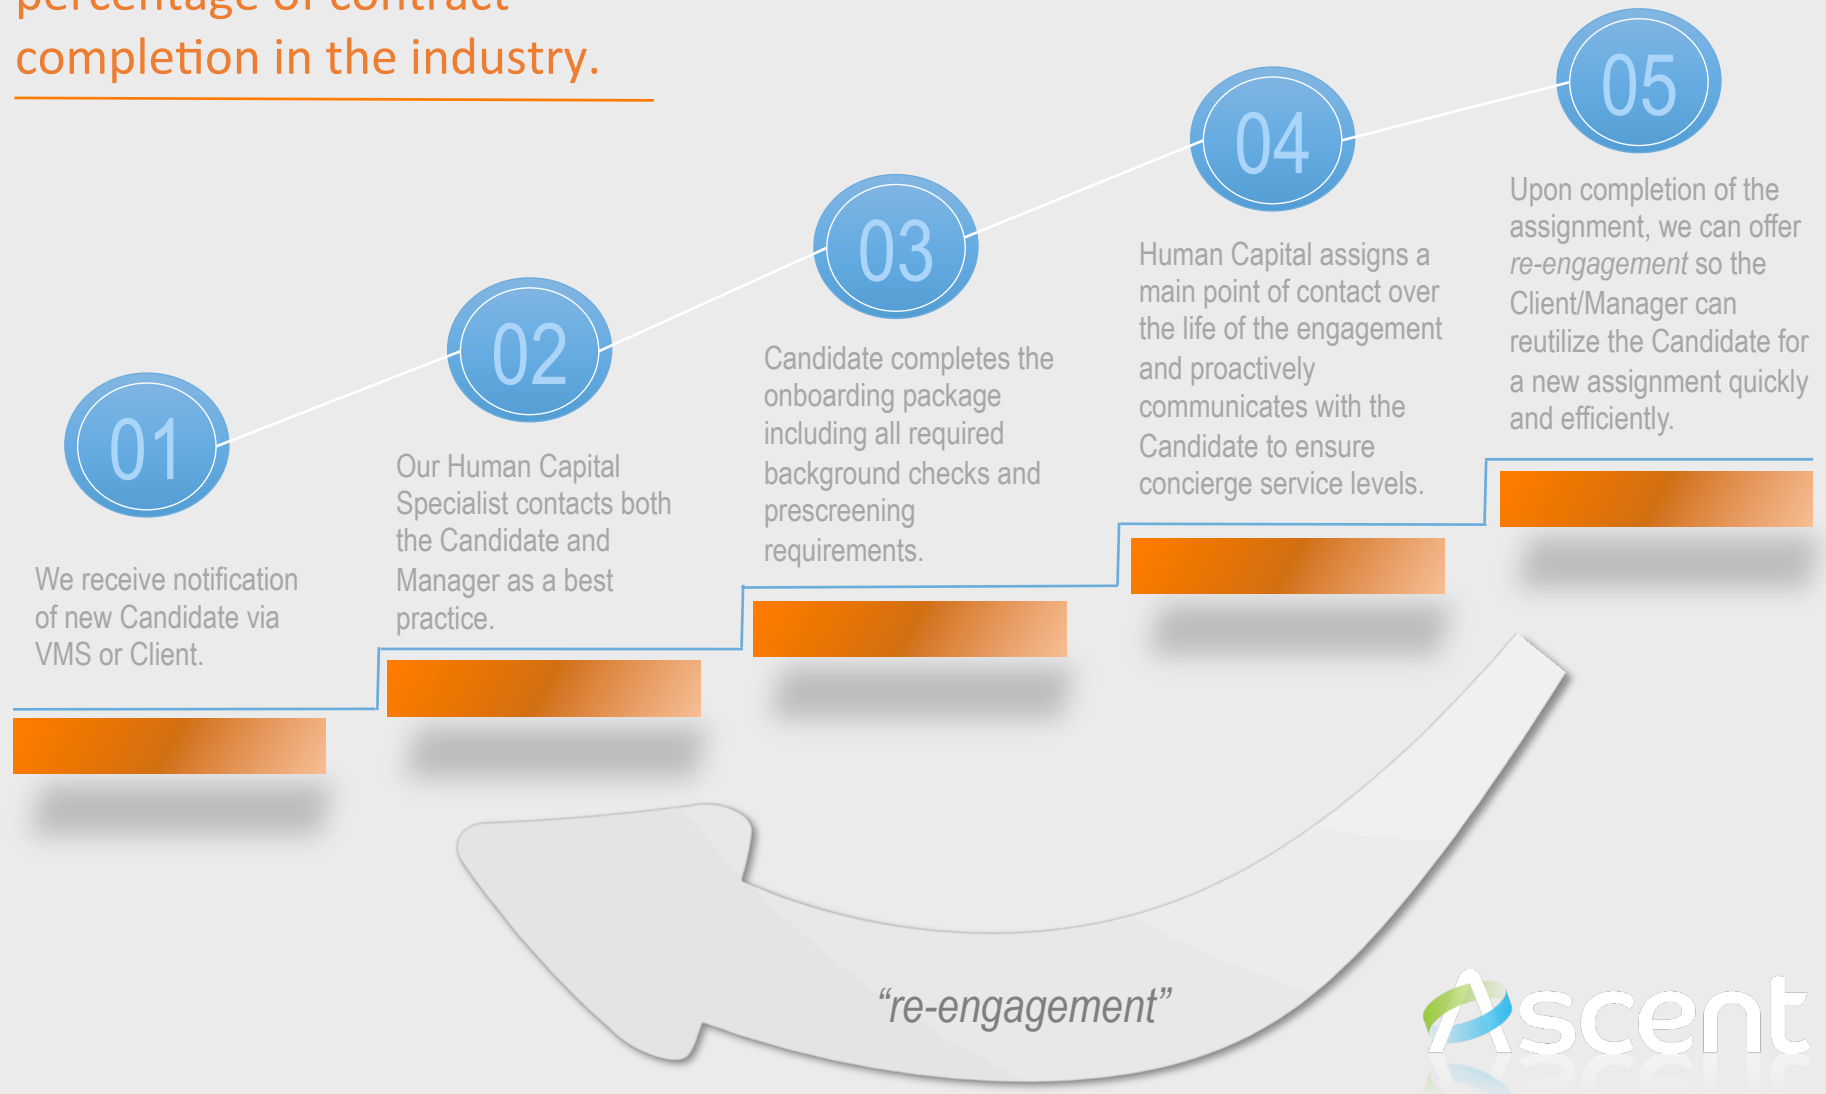 percentage of contract
completion in the industry.
01
We receive notification
of new Candidate via
VMS or Client.
02
Our Human Capital
Specialist contacts both
the Candidate and
Manager as a best
practice.
03
Candidate completes the
onboarding package
including all required
background checks and
prescreening
requirements.
04
Human Capital assigns a
main point of contact over
the life of the engagement
and proactively
communicates with the
Candidate to ensure
concierge service levels.
05
Upon completion of the
assignment, we can offer
re-engagement so the
Client/Manager can
reutilize the Candidate for
a new assignment quickly
and efficiently.
“re-engagement”
Ascent